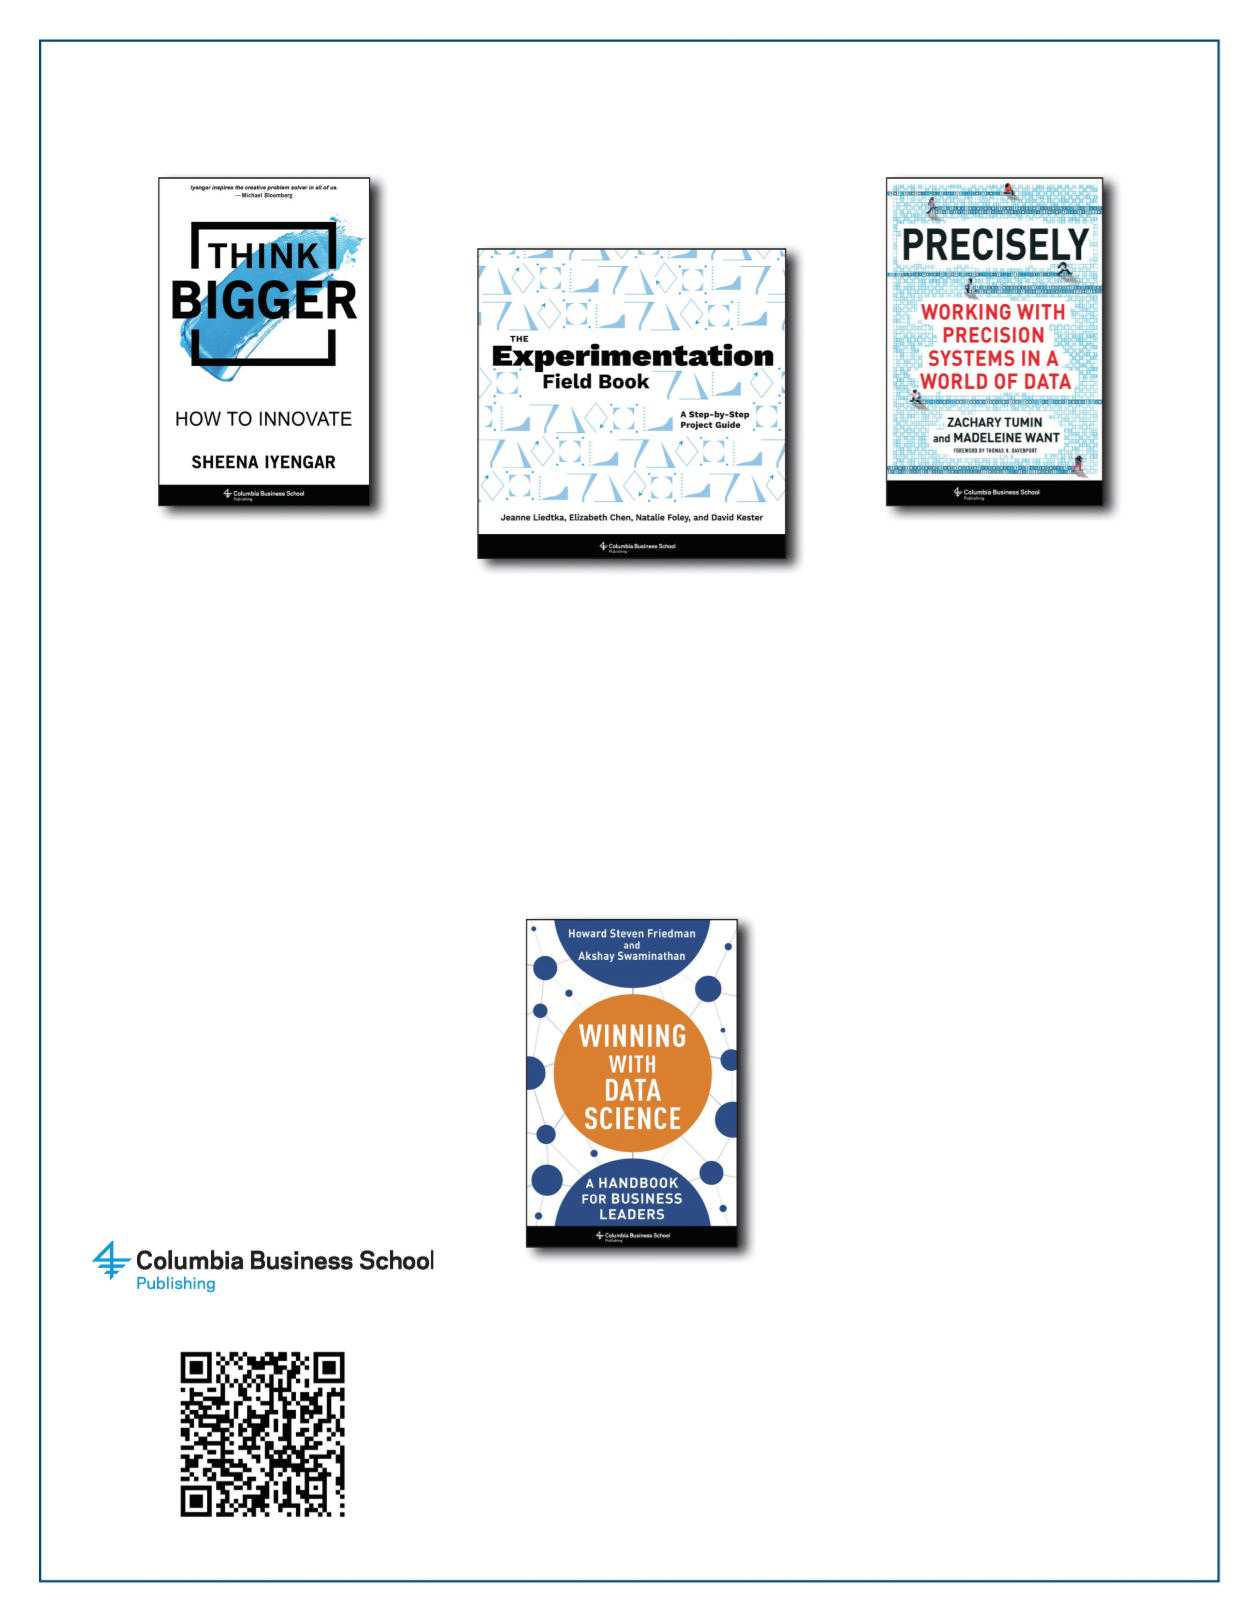 Iyengar inspires the creative problem solver in all of us.
—Michael Bloomberg
THINK
BIGGER
HOW TO INNOVATE
SHEENA IYENGAR
Columbia Business School
Publishing
THE
Experimentation
Field Book
A Step-by-Step
Project Guide
Jeanne Liedtka, Elizabeth Chen, Natalie Foley, and David Kester
Columbia Business School
Publishing
PRECISELY
WORKING WITH
PRECISION
SYSTEMS IN A
WORLD OF DATA
ZACHARY TUMIN
and MADELEINE WANT
FOREWORD BY THOMAS H. DAVENPORT
Columbia Business School
Publishing
Howard Steven Friedman
and
Akshay Swaminathan
WINNING
WITH
DATA
SCIENCE
A HANDBOOK
FOR BUSINESS
LEADERS
Columbia Business School
Publishing
Columbia Business School
Publishing